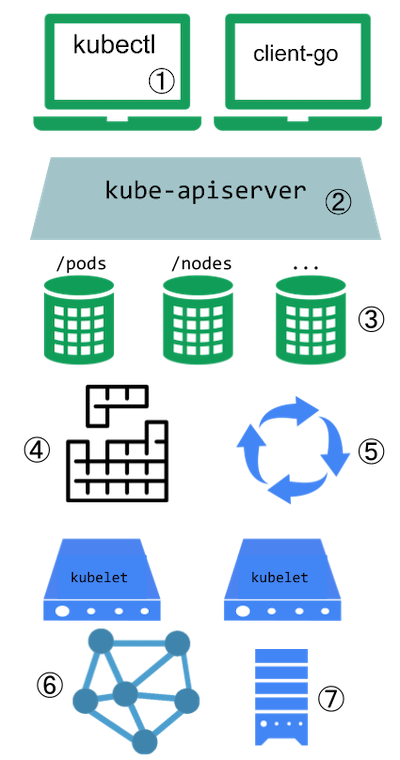 kubectl
client-go
①
kube-apiserver
②
/pods
/nodes
...
③
④
⑤
kubelet
kubelet
⑥
⑦